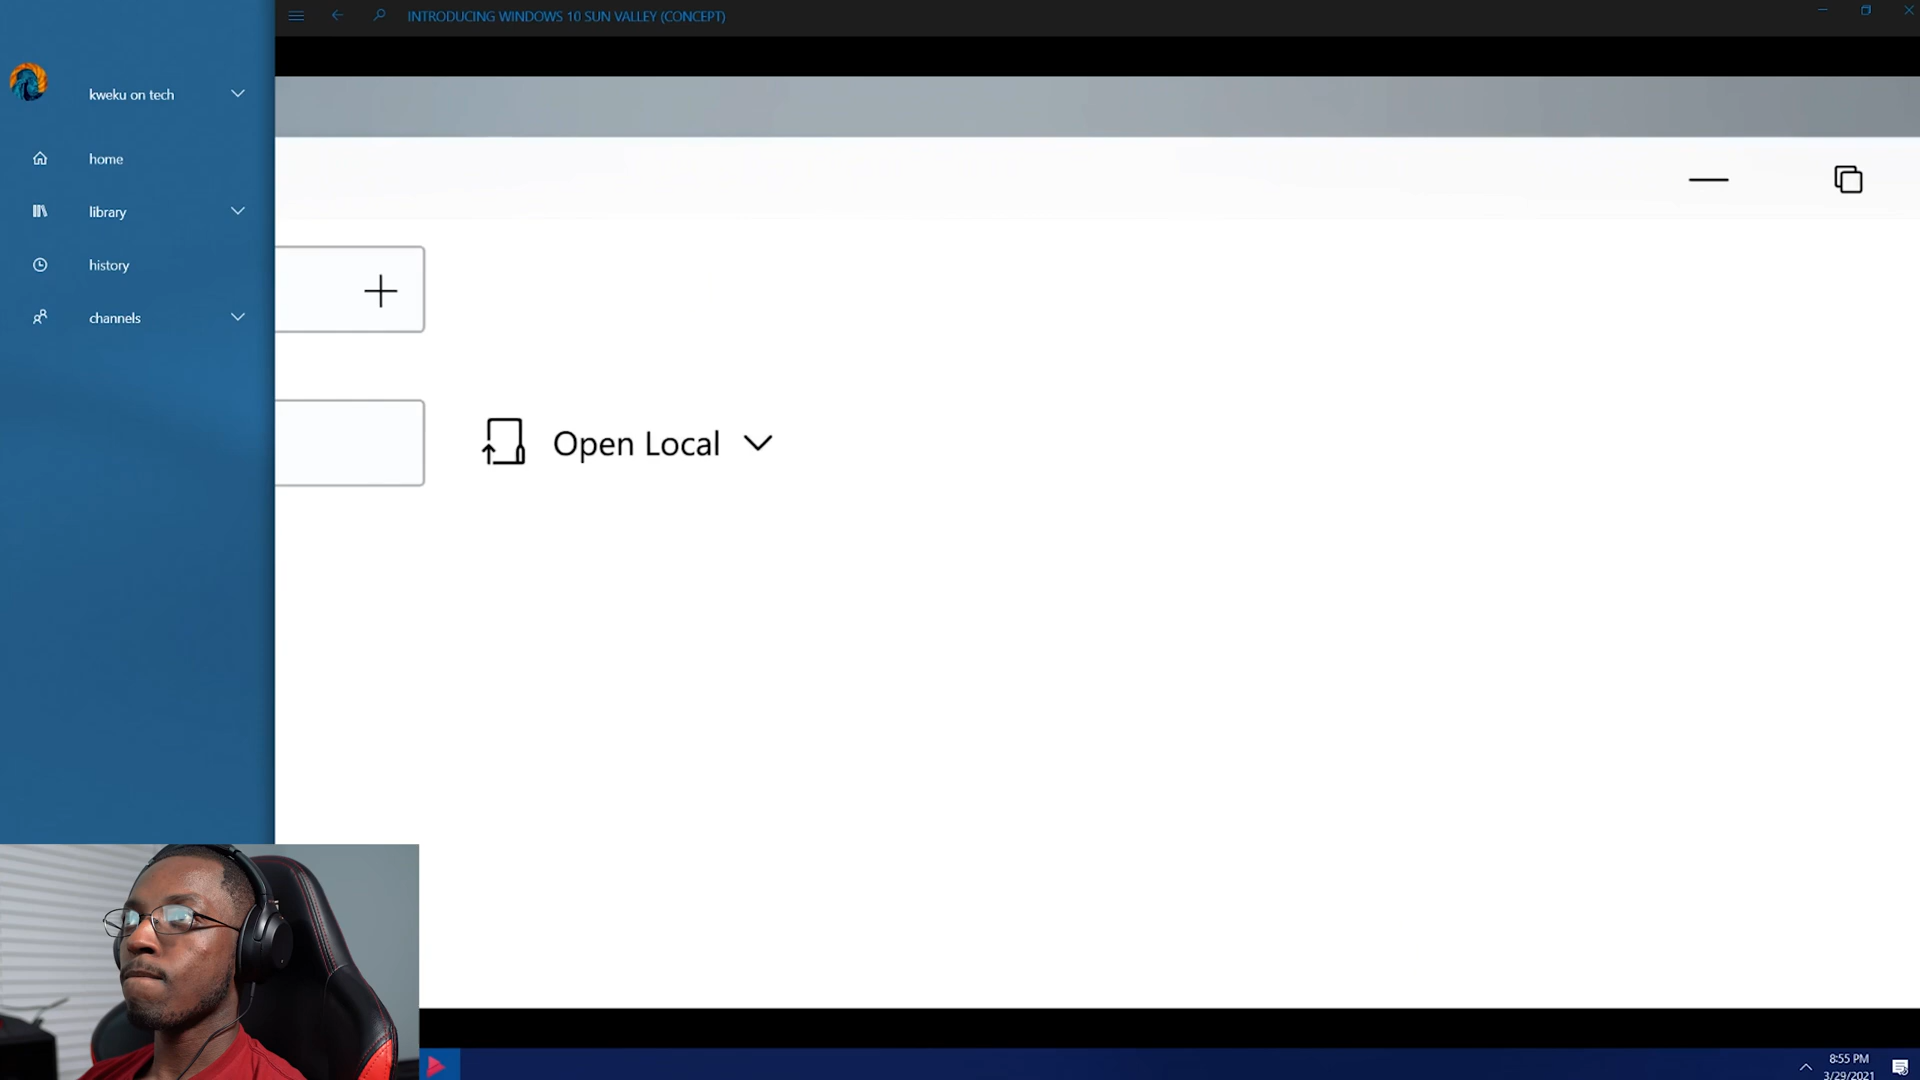 INTRODUCING WINDOWS 10 SUN VALLEY (CONCEPT)
kweku on tech
home
library
history
channels
Open Local
8:55 PM
3/29/2021